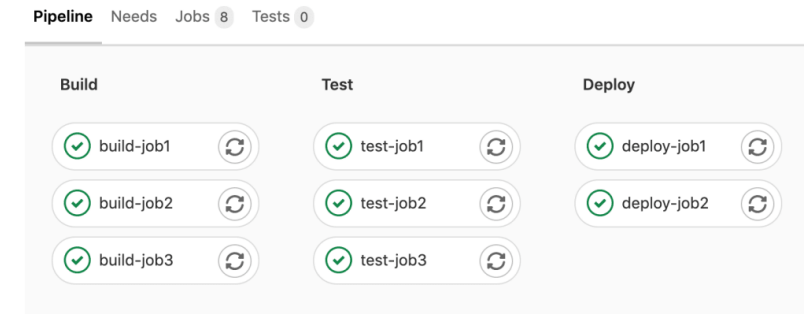 Pipeline Needs Jobs 8 Tests 0
Build Test Deploy
build-job1 test-job1 deploy-job1
build-job2 test-job2 deploy-job2
build-job3 test-job3